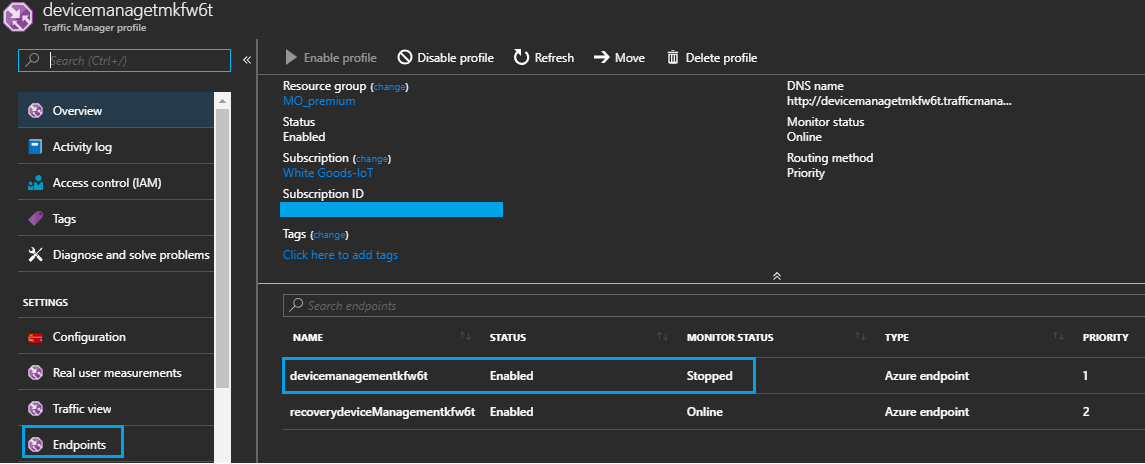 devicemanagetmkfw6t
Traffic Manager profile
Search (Ctrl+/)
Overview
Activity log
Access control (IAM)
Tags
Diagnose and solve problems
SETTINGS
Configuration
Real user measurements
Traffic view
Endpoints
Enable profile Disable profile Refresh Move Delete profile
Resource group (change)
MO_premium
Status
Enabled
Subscription (change)
White Goods-IoT
Subscription ID
Tags (change)
Click here to add tags
DNS name
http://devicemanagetmkfw6t.trafficmana...
Monitor status
Online
Routing method
Priority
Search endpoints
NAME STATUS MONITOR STATUS TYPE PRIORITY
devicemanagementkfw6t Enabled Stopped Azure endpoint 1
recoverydeviceManagementkfw6t Enabled Online Azure endpoint 2